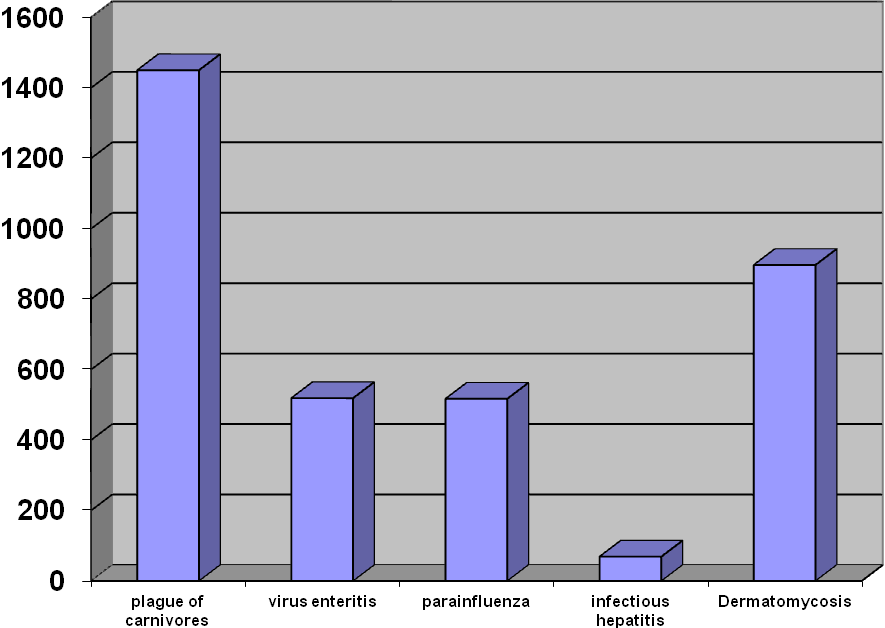 1600
1400
1200
1000
800
600
400
200
0
plague of
carnivores
virus enteritis
parainfluenza
infectious
hepatitis
Dermatomycosis